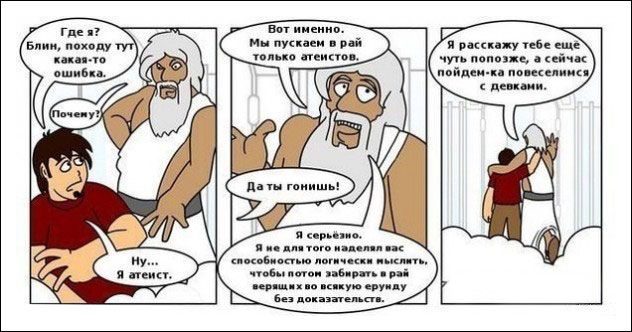 Где я?
Блин, походу тут
какая-то
ошибка.
Почему?
Ну...
Я атеист.
Вот именно.
Мы пускаем в рай
только атеистов.
Да ты гонишь!
Я серьёзно.
Я не для того наделял вас
способностью логически мыслить,
чтобы потом забирать в рай
верящих во всякую ерунду
без доказательств.
Я расскажу тебе ещё
чуть попозже, а сейчас
пойдем-ка повеселимся
с девками.